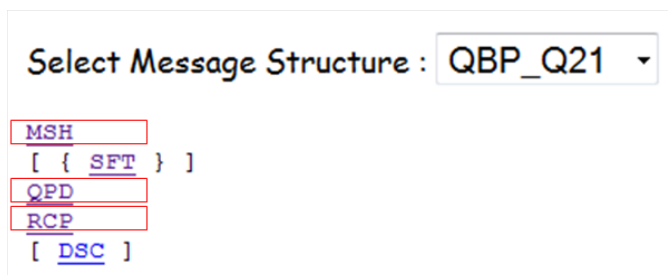 Select Message Structure : QBP_Q21
MSH
[ { SFT } ]
QPD
RCP
[ DSC ]